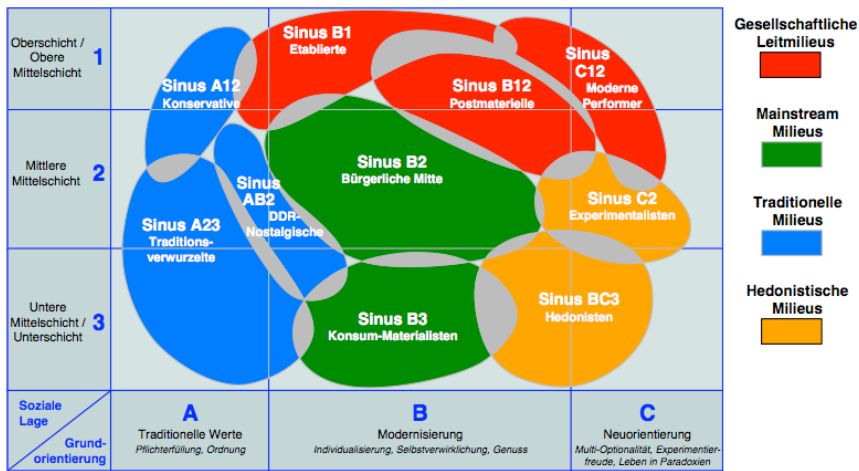 Oberschicht /
Obere
Mittelschicht
1
Mittlere
Mittelschicht
2
Untere
Mittelschicht /
Unterschicht
3
Sinus B1
Etablierte
Sinus A12
Konservative
Sinus B12
Postmaterielle
Sinus
C12
Moderne
Performer
Sinus B2
Bürgerliche Mitte
Sinus
AB2
DDR-
Nostalgische
Sinus A23
Traditions-
verwurzelte
Sinus C2
Experimentalisten
Sinus B3
Konsum-Materialisten
Sinus BC3
Hedonisten
Soziale
Lage
Grund-
orientierung
A
Traditionelle Werte
Pflichterfüllung, Ordnung
B
Modernisierung
Individualisierung, Selbstverwirklichung, Genuss
C
Neuorientierung
Multi-Optionalität, Experimentier-
freude, Leben in Paradoxien
Gesellschaftliche
Leitmilieus
Mainstream
Milieus
Traditionelle
Milieus
Hedonistische
Milieus